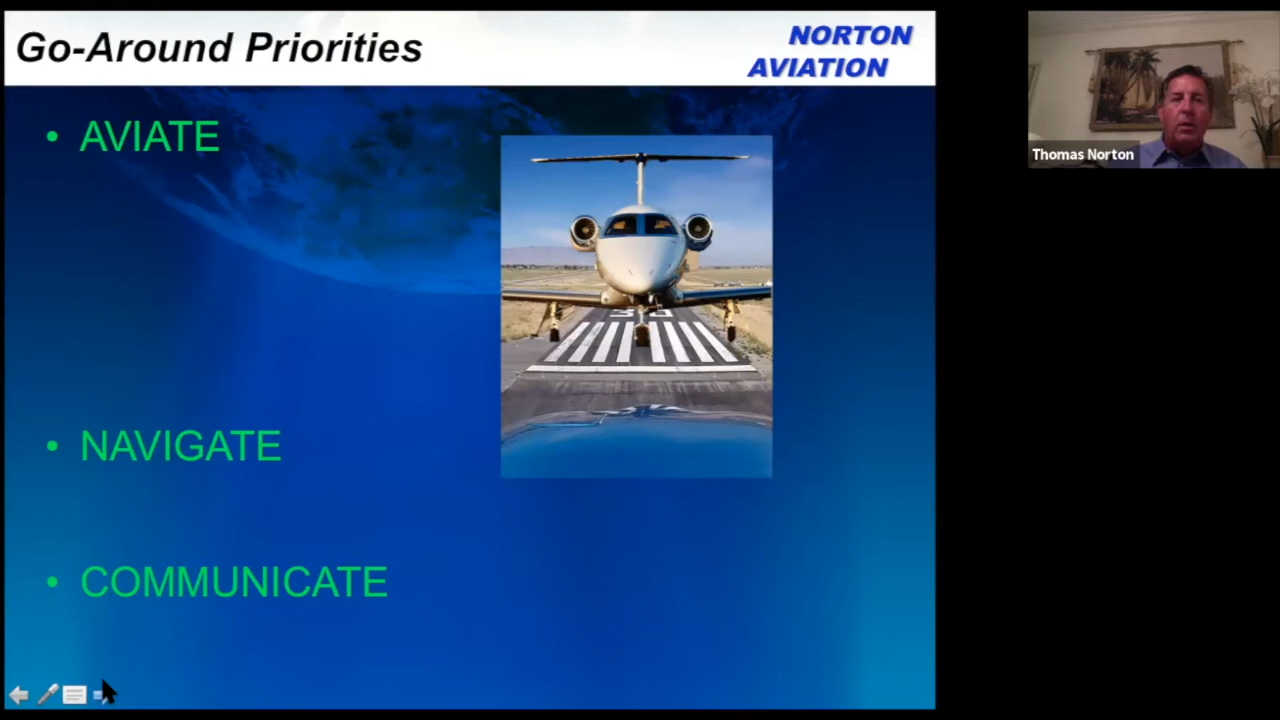 Go-Around Priorities
NORTON
AVIATION
• AVIATE
• NAVIGATE
• COMMUNICATE
Thomas Norton